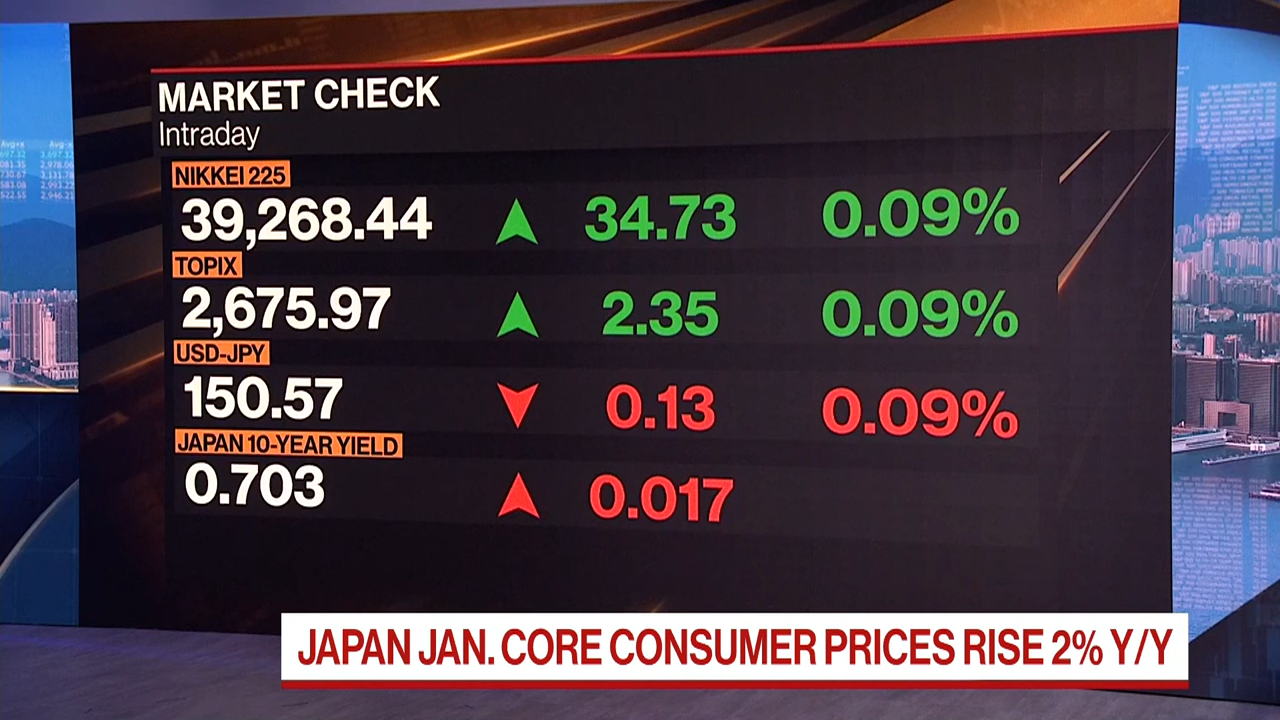 MARKET CHECK
Intraday
NIKKEI 225
39,268.44 ▲ 34.73 0.09%
TOPIX
2,675.97 ▲ 2.35 0.09%
USD-JPY
150.57 ▼ 0.13 0.09%
JAPAN 10-YEAR YIELD
0.703 ▲ 0.017
JAPAN JAN. CORE CONSUMER PRICES RISE 2% Y/Y